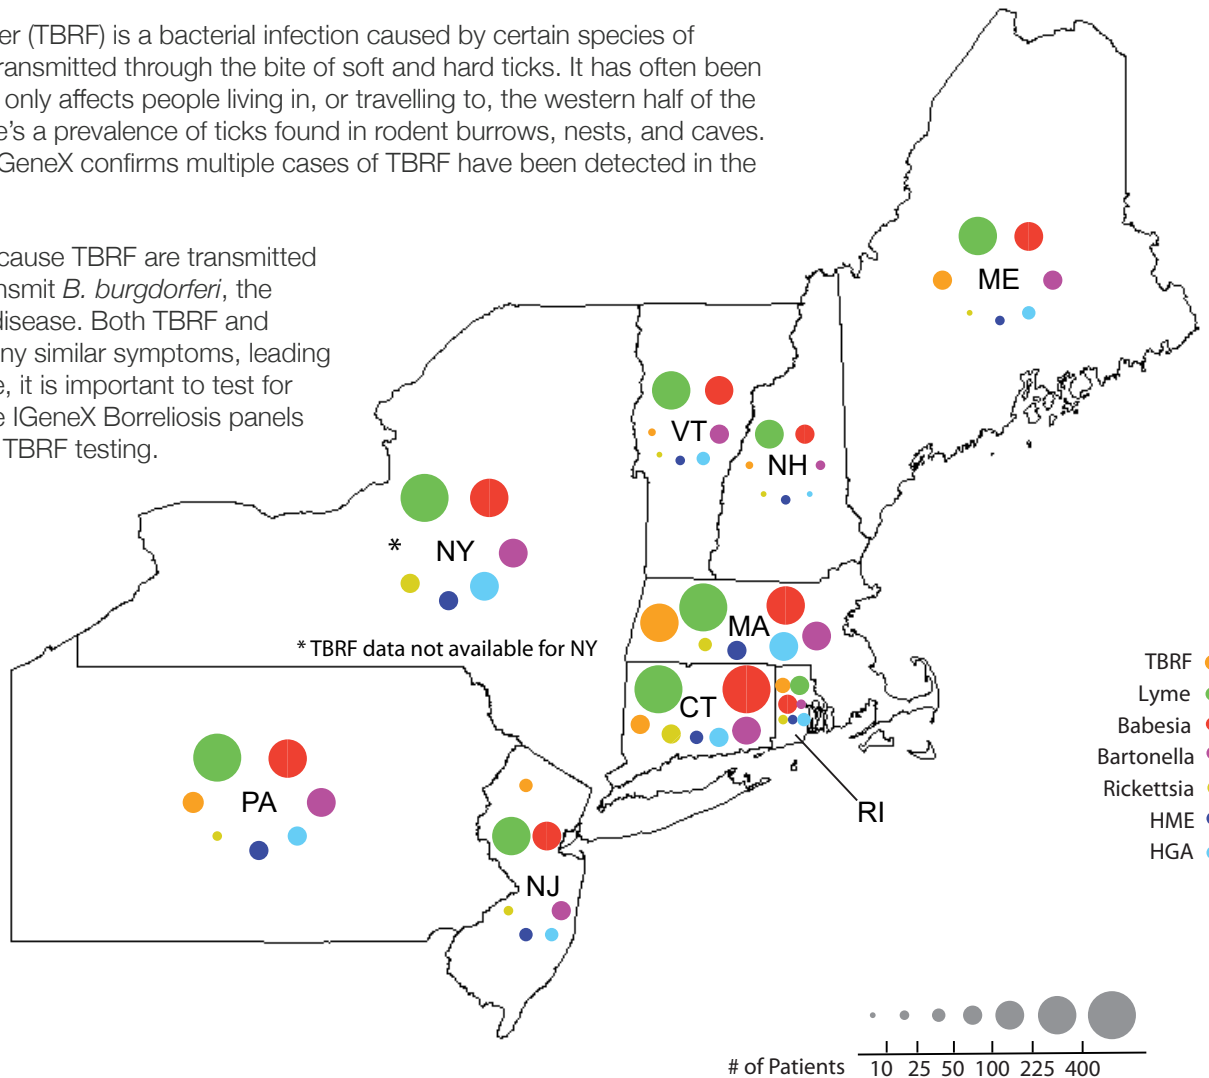 er (TBRF) is a bacterial infection caused by certain species of
ransmitted through the bite of soft and hard ticks. It has often been
only affects people living in, or travelling to, the western half of the
e's a prevalence of ticks found in rodent burrows, nests, and caves.
GeneX confirms multiple cases of TBRF have been detected in the
cause TBRF are transmitted
nsmit B. burgdorferi, the
disease. Both TBRF and
ny similar symptoms, leading
e, it is important to test for
e IGeneX Borreliosis panels
TBRF testing.
ME
VT
NH
*
NY
MA
* TBRF data not available for NY
CT
RI
PA
NJ
TBRF
Lyme
Babesia
Bartonella
Rickettsia
HME
HGA
# of Patients 10 25 50 100 225 400